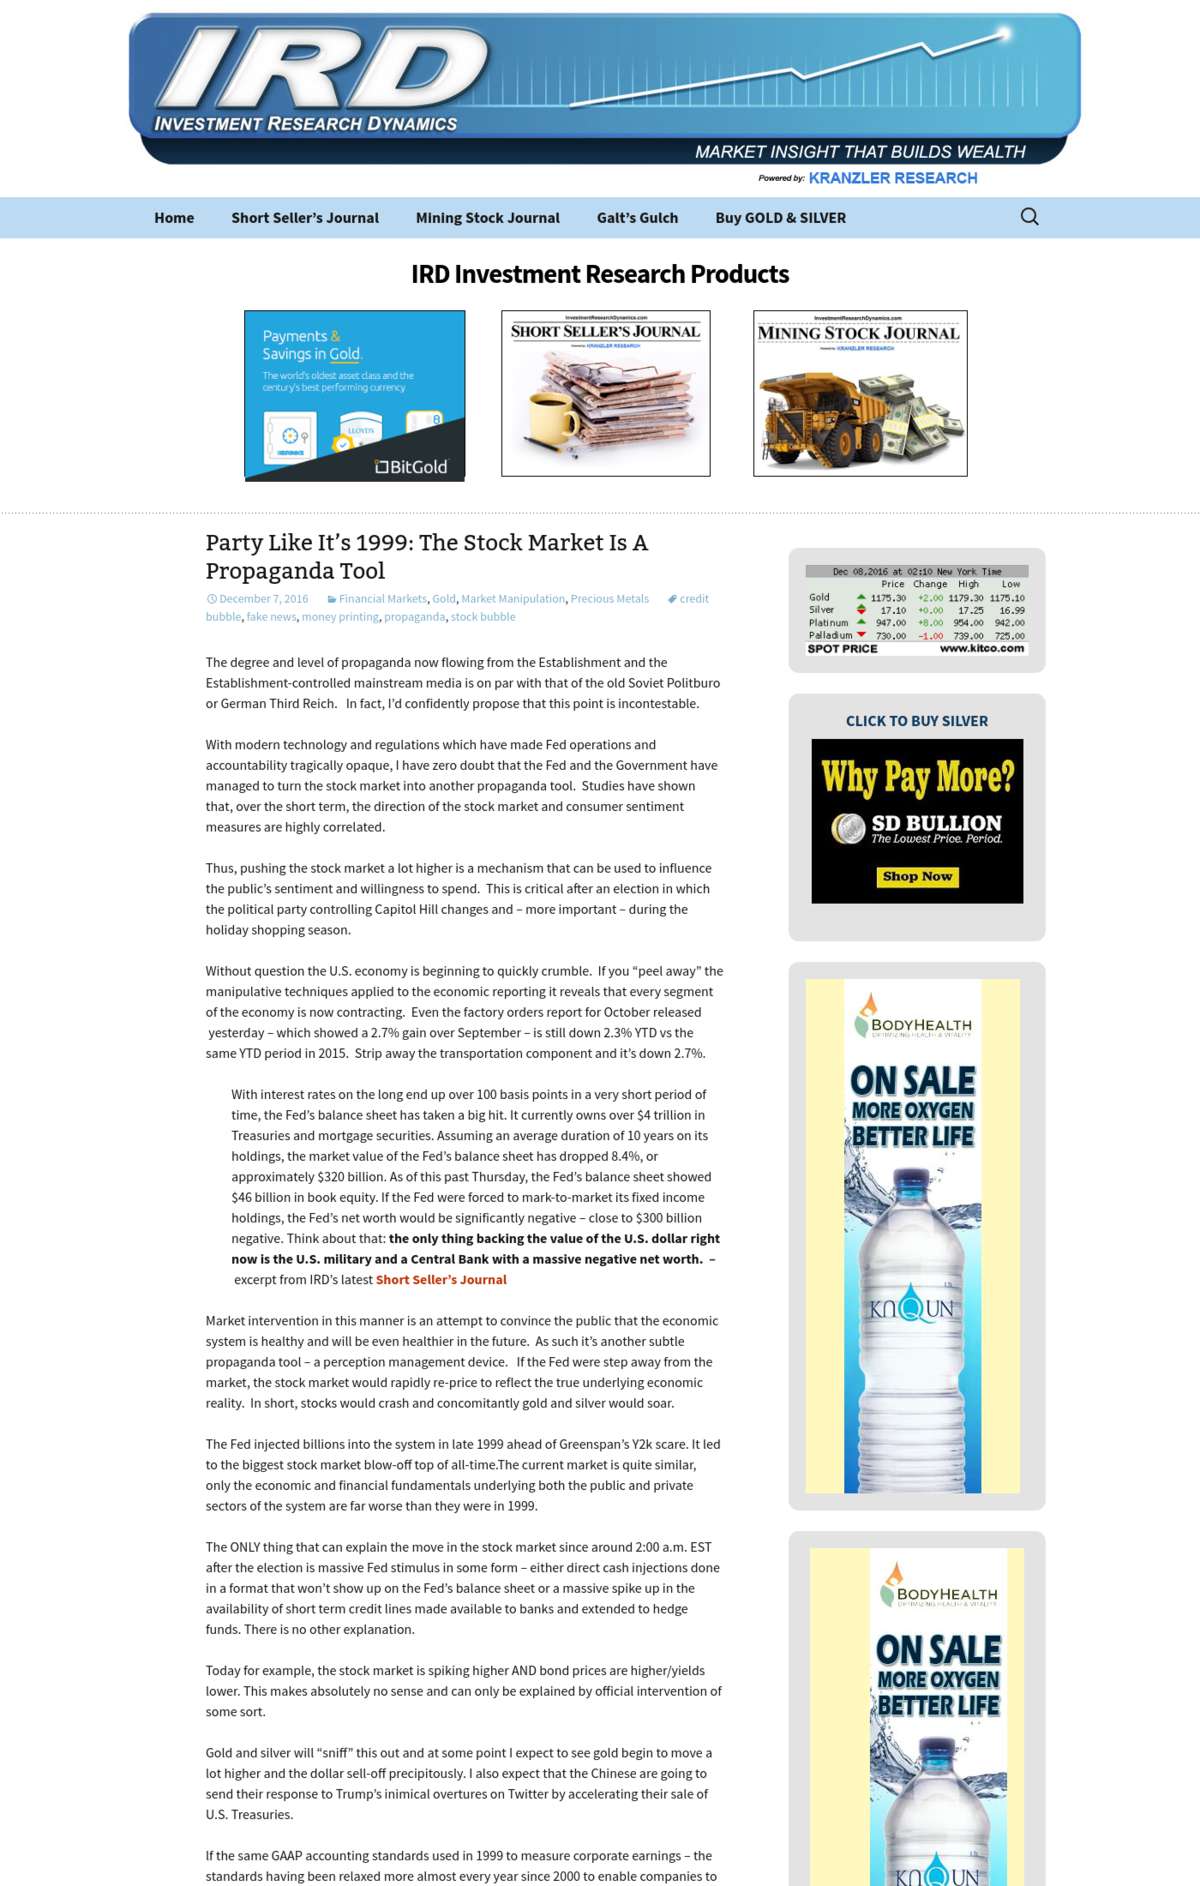 IRD
INVESTMENT RESEARCH DYNAMICS
MARKET INSIGHT THAT BUILDS WEALTH
Powered by: KRANZLER RESEARCH
Home Short Seller’s Journal Mining Stock Journal Galt’s Gulch Buy GOLD & SILVER
IRD Investment Research Products
Payments &
Savings in Gold.
The world's oldest asset class and the
century's best performing currency
LLOYDS
BitGold
InvestmentResearchDynamics.com
SHORT SELLER'S JOURNAL
Powered by: KRANZLER RESEARCH
InvestmentResearchDynamics.com
MINING STOCK JOURNAL
Powered by: KRANZLER RESEARCH
Party Like It’s 1999: The Stock Market Is A
Propaganda Tool
December 7, 2016 Financial Markets, Gold, Market Manipulation, Precious Metals credit
bubble, fake news, money printing, propaganda, stock bubble
The degree and level of propaganda now flowing from the Establishment and the
Establishment-controlled mainstream media is on par with that of the old Soviet Politburo
or German Third Reich. In fact, I’d confidently propose that this point is incontestable.
With modern technology and regulations which have made Fed operations and
accountability tragically opaque, I have zero doubt that the Fed and the Government have
managed to turn the stock market into another propaganda tool. Studies have shown
that, over the short term, the direction of the stock market and consumer sentiment
measures are highly correlated.
Thus, pushing the stock market a lot higher is a mechanism that can be used to influence
the public’s sentiment and willingness to spend. This is critical after an election in which
the political party controlling Capitol Hill changes and – more important – during the
holiday shopping season.
Without question the U.S. economy is beginning to quickly crumble. If you “peel away” the
manipulative techniques applied to the economic reporting it reveals that every segment
of the economy is now contracting. Even the factory orders report for October released
yesterday – which showed a 2.7% gain over September – is still down 2.3% YTD vs the
same YTD period in 2015. Strip away the transportation component and it’s down 2.7%.
With interest rates on the long end up over 100 basis points in a very short period of
time, the Fed’s balance sheet has taken a big hit. It currently owns over $4 trillion in
Treasuries and mortgage securities. Assuming an average duration of 10 years on its
holdings, the market value of the Fed’s balance sheet has dropped 8.4%, or
approximately $320 billion. As of this past Thursday, the Fed’s balance sheet showed
$46 billion in book equity. If the Fed were forced to mark-to-market its fixed income
holdings, the Fed’s net worth would be significantly negative – close to $300 billion
negative. Think about that: the only thing backing the value of the U.S. dollar right
now is the U.S. military and a Central Bank with a massive negative net worth. –
excerpt from IRD’s latest Short Seller’s Journal
Market intervention in this manner is an attempt to convince the public that the economic
system is healthy and will be even healthier in the future. As such it’s another subtle
propaganda tool – a perception management device. If the Fed were step away from the
market, the stock market would rapidly re-price to reflect the true underlying economic
reality. In short, stocks would crash and concomitantly gold and silver would soar.
The Fed injected billions into the system in late 1999 ahead of Greenspan’s Y2k scare. It led
to the biggest stock market blow-off top of all-time.The current market is quite similar,
only the economic and financial fundamentals underlying both the public and private
sectors of the system are far worse than they were in 1999.
The ONLY thing that can explain the move in the stock market since around 2:00 a.m. EST
after the election is massive Fed stimulus in some form – either direct cash injections done
in a format that won’t show up on the Fed’s balance sheet or a massive spike up in the
availability of short term credit lines made available to banks and extended to hedge
funds. There is no other explanation.
Today for example, the stock market is spiking higher AND bond prices are higher/yields
lower. This makes absolutely no sense and can only be explained by official intervention of
some sort.
Gold and silver will “sniff” this out and at some point I expect to see gold begin to move a
lot higher and the dollar sell-off precipitously. I also expect that the Chinese are going to
send their response to Trump’s inimical overtures on Twitter by accelerating their sale of
U.S. Treasuries.
If the same GAAP accounting standards used in 1999 to measure corporate earnings – the
standards having been relaxed more almost every year since 2000 to enable companies to
Dec 08,2016 at 02:10 New York Time
Price Change High Low
Gold 1175.30 +2.00 1179.30 1175.10
Silver 17.10 +0.00 17.25 16.99
Platinum 947.00 +8.00 954.00 942.00
Palladium 730.00 -1.00 739.00 725.00
SPOT PRICE www.kitco.com
CLICK TO BUY SILVER
Why Pay More?
SD BULLION
The Lowest Price. Period.
Shop Now
BODYHEALTH
OPTIMIZING HEALTH & VITALITY
ON SALE
MORE OXYGEN
BETTER LIFE
KAQUN
BODYHEALTH
OPTIMIZING HEALTH & VITALITY
ON SALE
MORE OXYGEN
BETTER LIFE
KAQUN